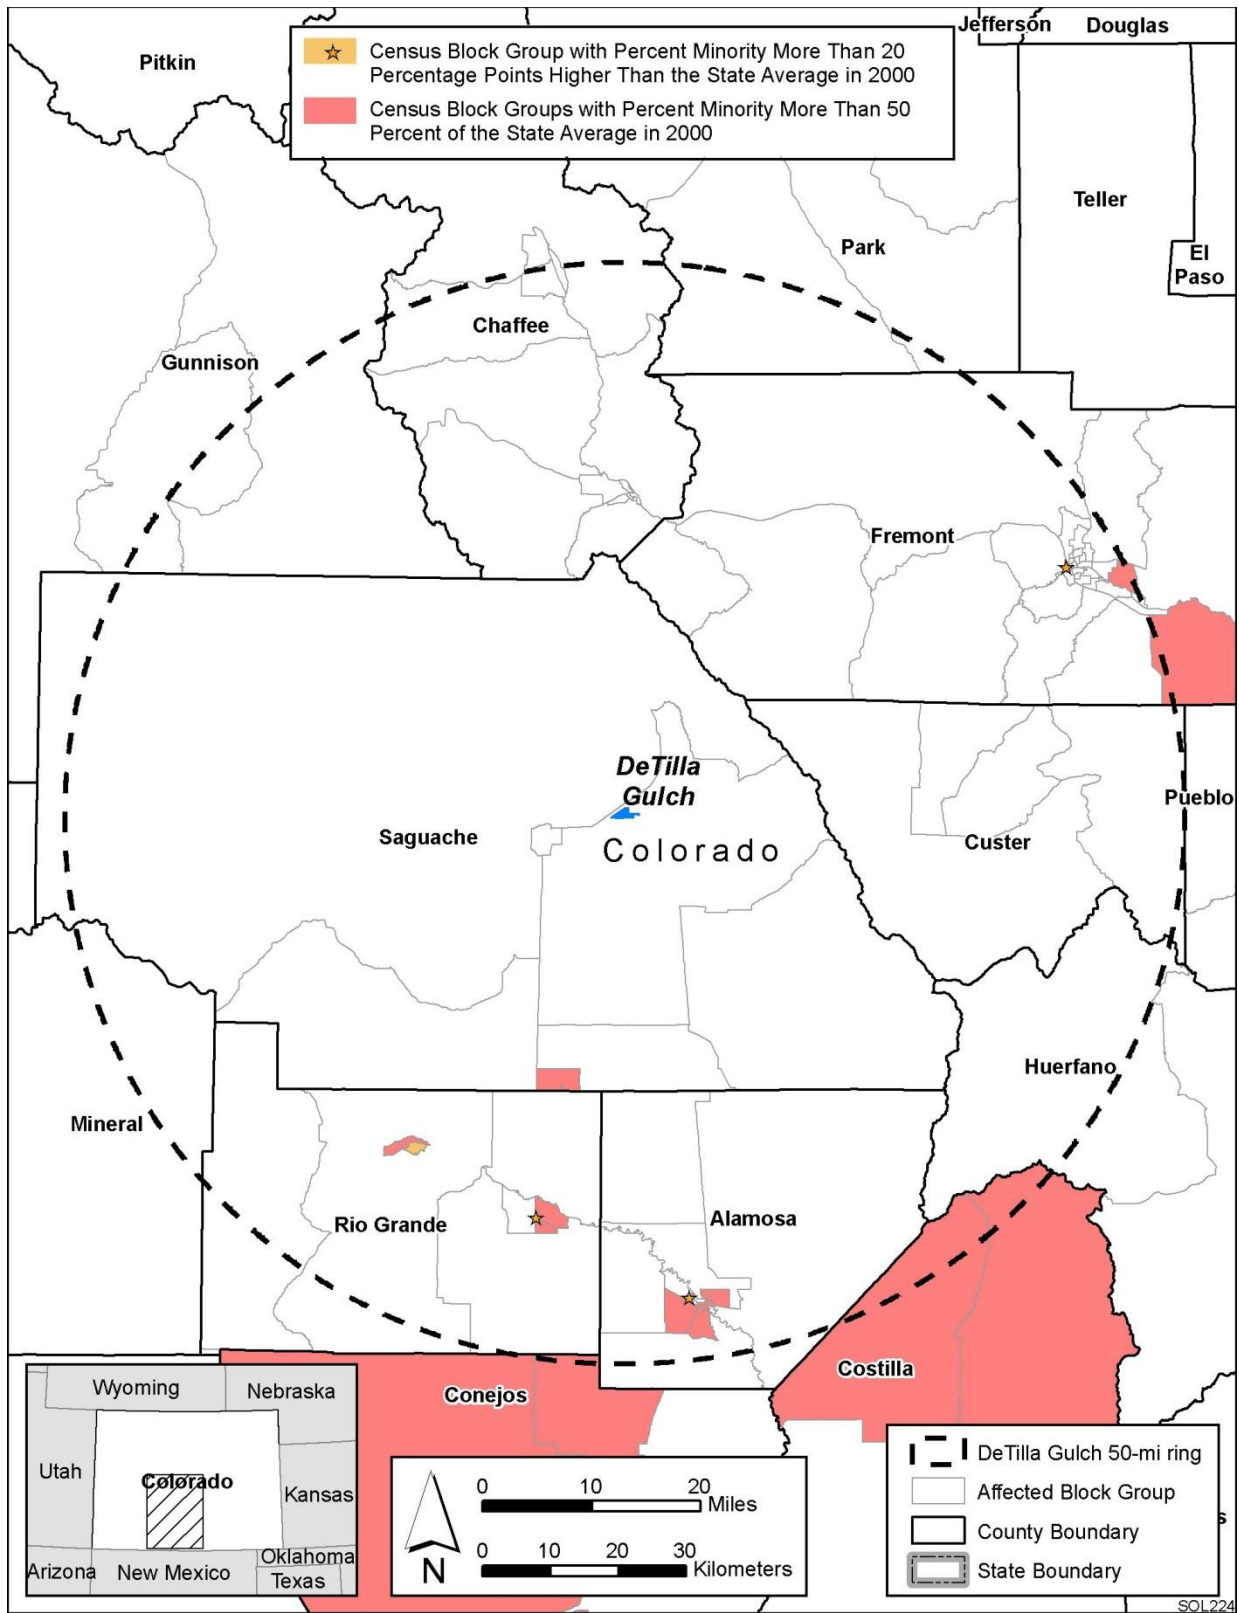 Jefferson
Douglas
Pitkin
Census Block Group with Percent Minority More Than 20
Percentage Points Higher Than the State Average in 2000
Census Block Groups with Percent Minority More Than 50
Percent of the State Average in 2000
Teller
Park
El
Paso
Chaffee
Gunnison
Fremont
DeTilla
Gulch
Pueblo
Saguache
Colorado
Custer
Huerfano
Mineral
Rio Grande
Alamosa
Costilla
Conejos
Wyoming
Nebraska
Utah
Colorado
Kansas
Arizona
New Mexico
Oklahoma
Texas
0 10 20
Miles
0 10 20 30
Kilometers
N
DeTilla Gulch 50-mi ring
Affected Block Group
County Boundary
State Boundary
s
SOL224